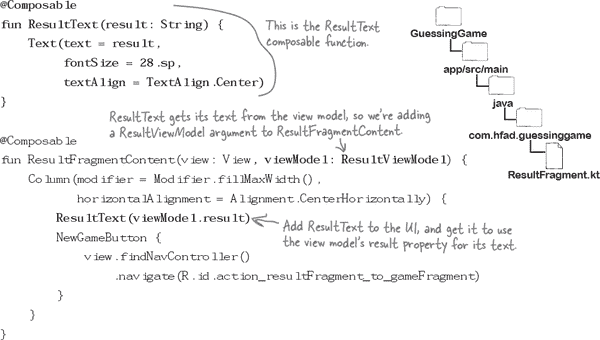 @Composable
fun ResultText(result: String) {
Text(text = result,
fontSize = 28.sp,
textAlign = TextAlign.Center)
}
This is the ResultText
composable function.
GuessingGame
app/src/main
java
com.hfad.guessinggame
ResultFragment.kt
ResultText gets its text from the view model, so we're adding
a ResultViewModel argument to ResultFragmentContent.
@Composable
fun ResultFragmentContent(view: View, viewModel: ResultViewModel) {
Column(modifier = Modifier.fillMaxWidth(),
horizontalAlignment = Alignment.CenterHorizontally) {
ResultText(viewModel.result)
Add ResultText to the UI, and get it to use
the view model's result property for its text.
NewGameButton {
view.findNavController()
.navigate(R.id.action_resultFragment_to_gameFragment)
}
}
}